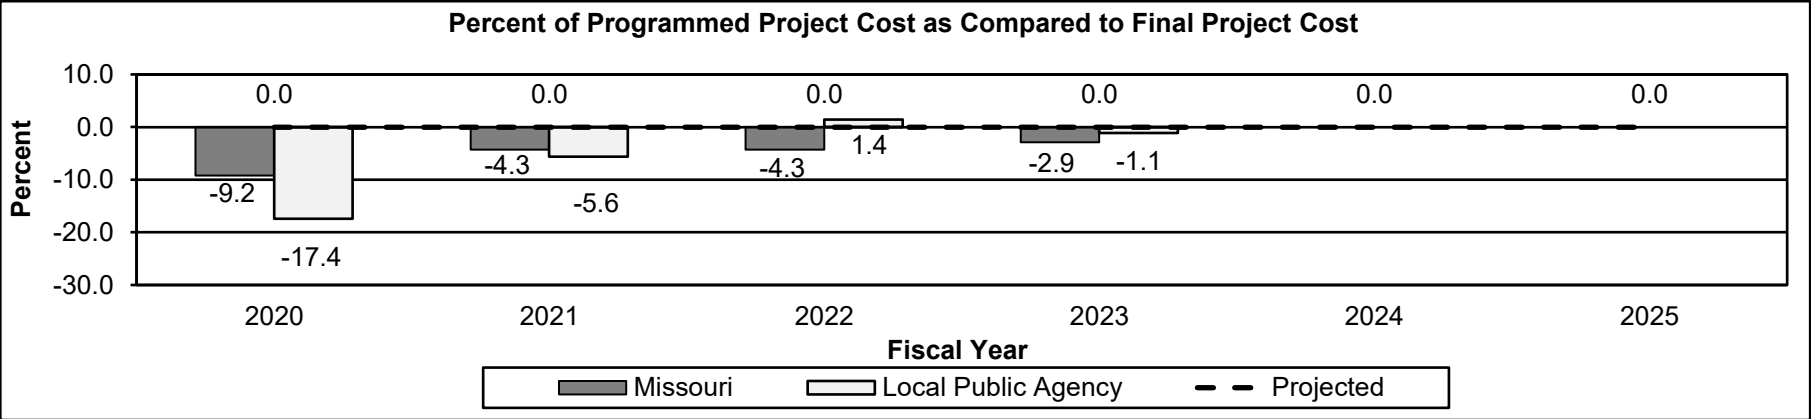 Percent of Programmed Project Cost as Compared to Final Project Cost
10.0
0.0
-10.0
-20.0
-30.0
Percent
0.0 0.0 0.0 0.0 0.0 0.0
-9.2 -4.3 -4.3 -2.9
-17.4 -5.6 1.4 -1.1
2020 2021 2022 2023 2024 2025
Fiscal Year
Missouri Local Public Agency Projected